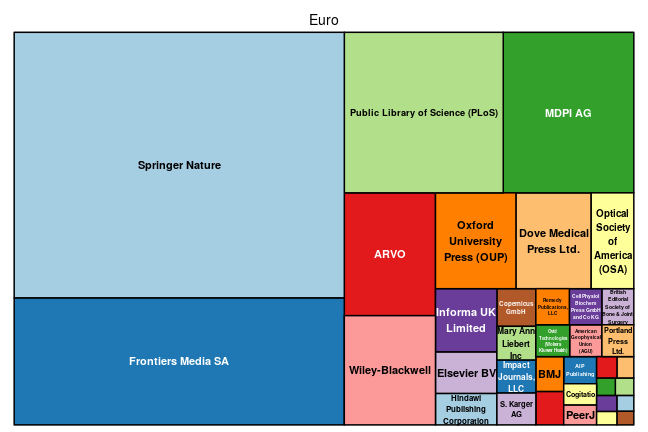 Euro
Springer Nature
Frontiers Media SA
Public Library of Science (PLoS)
MDPI AG
ARVO
Wiley-Blackwell
Oxford
University
Press (OUP)
Dove Medical
Press Ltd.
Optical
Society
of
America
(OSA)
Informa UK
Limited
Elsevier BV
Hindawi
Publishing
Corporation
Copernicus
GmbH
Mary Ann
Liebert
Inc
Impact
Journals,
LLC
S. Karger
AG
Remedy
Publications,
LLC
Ovid
Technologies
(Wolters
Kluwer Health)
BMJ
Cell Physiol
Biochem
Press GmbH
and Co KG
American
Geophysical
Union
(AGU)
AIP
Publishing
Cogitatio
PeerJ
British
Editorial
Society of
Bone & Joint
Surgery
Portland
Press
Ltd.